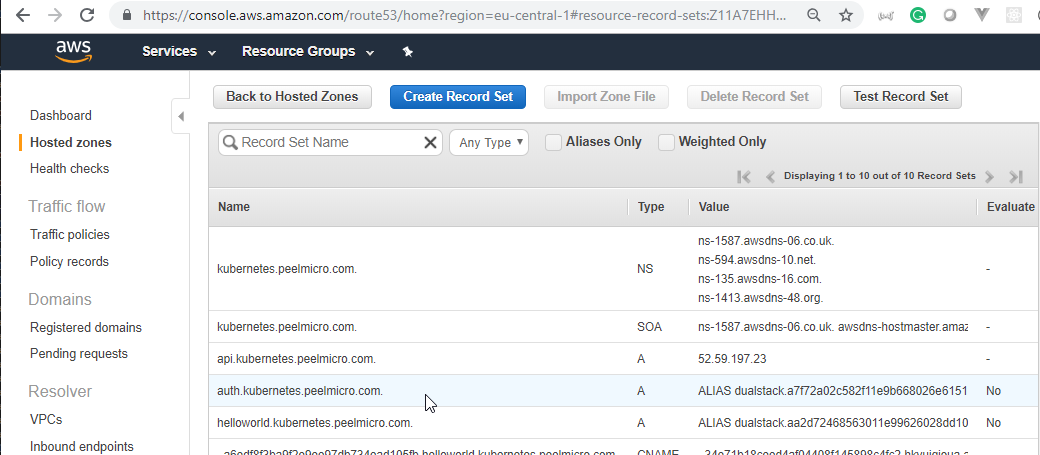 https://console.aws.amazon.com/route53/home?region=eu-central-1#resource-record-sets:Z11A7EHH...
aws
Services
Resource Groups
Back to Hosted Zones
Create Record Set
Import Zone File
Delete Record Set
Test Record Set
Dashboard
Hosted zones
Health checks
Traffic flow
Traffic policies
Policy records
Domains
Registered domains
Pending requests
Resolver
VPCs
Inbound endpoints
Record Set Name
Any Type
Aliases Only
Weighted Only
Displaying 1 to 10 out of 10 Record Sets
Name Type Value Evaluate
kubernetes.peelmicro.com. NS ns-1587.awsdns-06.co.uk. -
ns-594.awsdns-10.net.
ns-135.awsdns-16.com.
ns-1413.awsdns-48.org.
kubernetes.peelmicro.com. SOA ns-1587.awsdns-06.co.uk. awsdns-hostmaster.amaz -
api.kubernetes.peelmicro.com. A 52.59.197.23 -
auth.kubernetes.peelmicro.com. A ALIAS dualstack.a7f72a02c582f11e9b668026e6151 No
helloworld.kubernetes.peelmicro.com. A ALIAS dualstack.aa2d72468563011e99626028dd10 No
CNAME